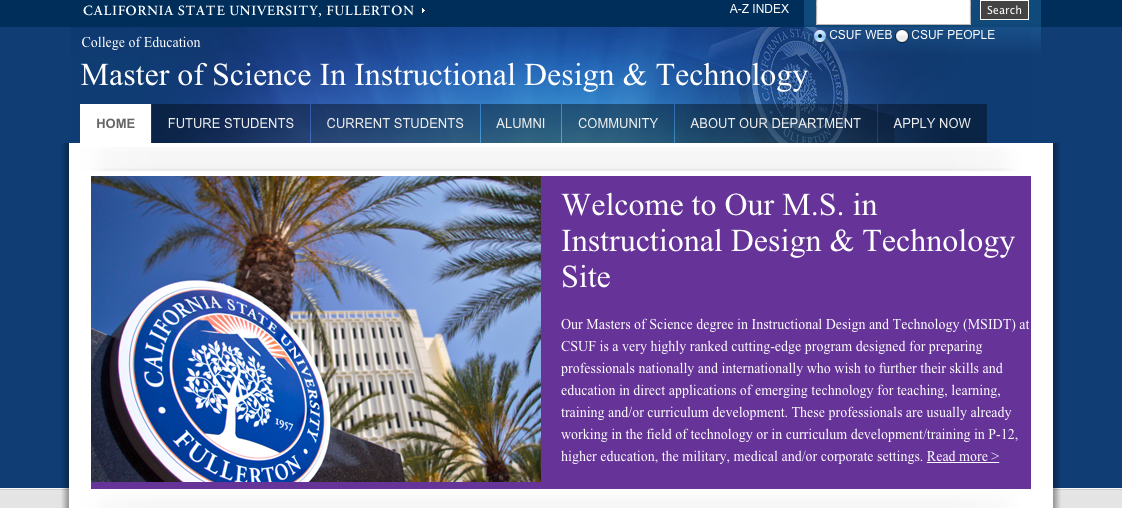 CALIFORNIA STATE UNIVERSITY, FULLERTON
A-Z INDEX
Search
CSUF WEB CSUF PEOPLE
College of Education
Master of Science In Instructional Design & Technology
HOME FUTURE STUDENTS CURRENT STUDENTS ALUMNI COMMUNITY ABOUT OUR DEPARTMENT APPLY NOW
CALIFORNIA STATE UNIVERSITY
1957
FULLERTON
Welcome to Our M.S. in
Instructional Design & Technology
Site
Our Masters of Science degree in Instructional Design and Technology (MSIDT) at
CSUF is a very highly ranked cutting-edge program designed for preparing
professionals nationally and internationally who wish to further their skills and
education in direct applications of emerging technology for teaching, learning,
training and/or curriculum development. These professionals are usually already
working in the field of technology or in curriculum development/training in P-12,
higher education, the military, medical and/or corporate settings. Read more >